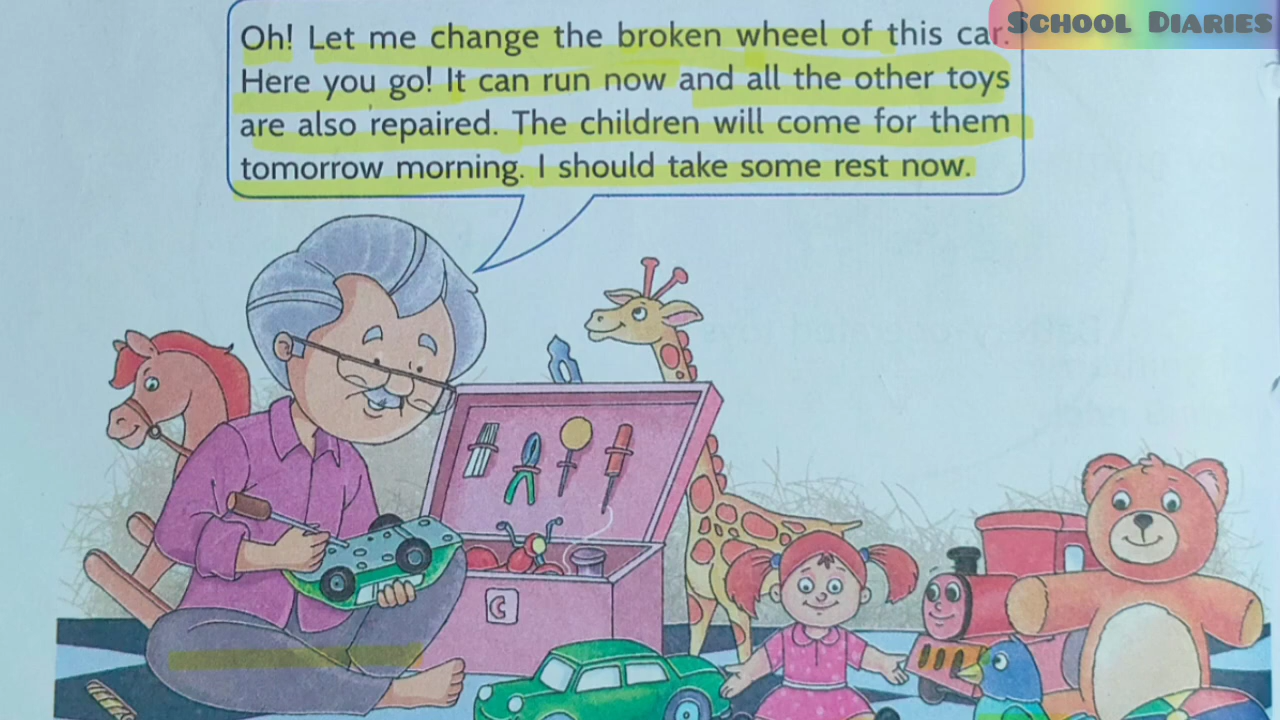 School Diaries
Oh! Let me change the broken wheel of this car.
Here you go! It can run now and all the other toys
are also repaired. The children will come for them
tomorrow morning. I should take some rest now.
C